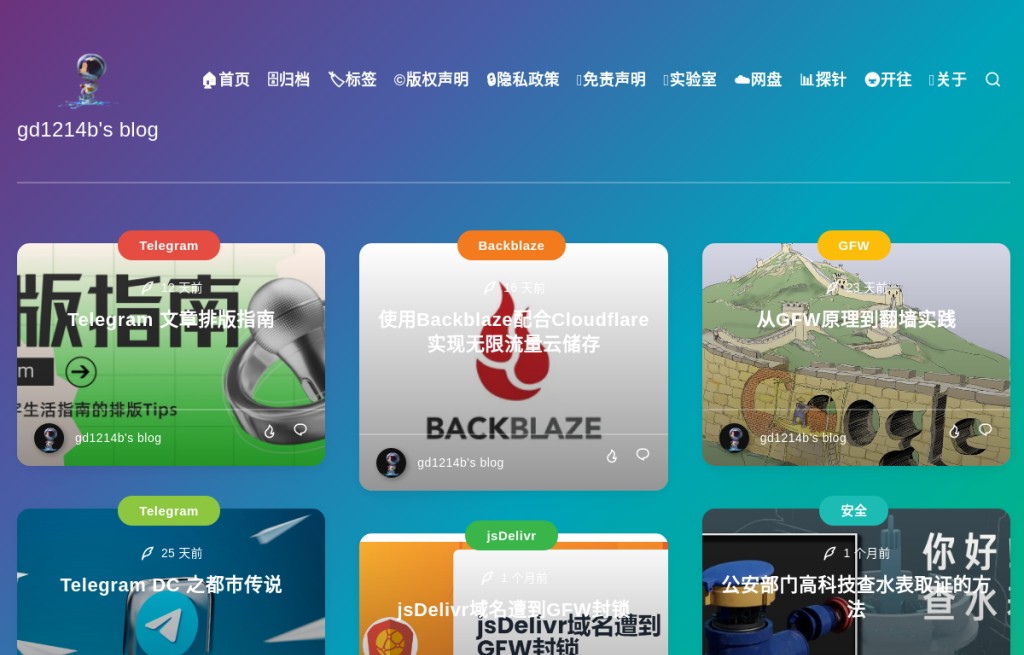 🏠首页 🗄归档 🏷标签 ©版权声明 🔒隐私政策 免责声明 实验室 ☁网盘 📊探针 开往 关于
gd1214b's blog
Telegram
12 天前
Telegram 文章排版指南
版指南
m
生活指南的排版Tips
gd1214b's blog
Backblaze
16 天前
使用Backblaze配合Cloudflare
实现无限流量云储存
BACKBLAZE
gd1214b's blog
GFW
23 天前
从GFW原理到翻墙实践
Google
gd1214b's blog
Telegram
25 天前
Telegram DC 之都市传说
jsDelivr
1 个月前
jsDelivr域名遭到GFW封锁
jsDelivr域名遭到
GFW封锁
安全
1 个月前
公安部门高科技查水表取证的方
法
你好
查水